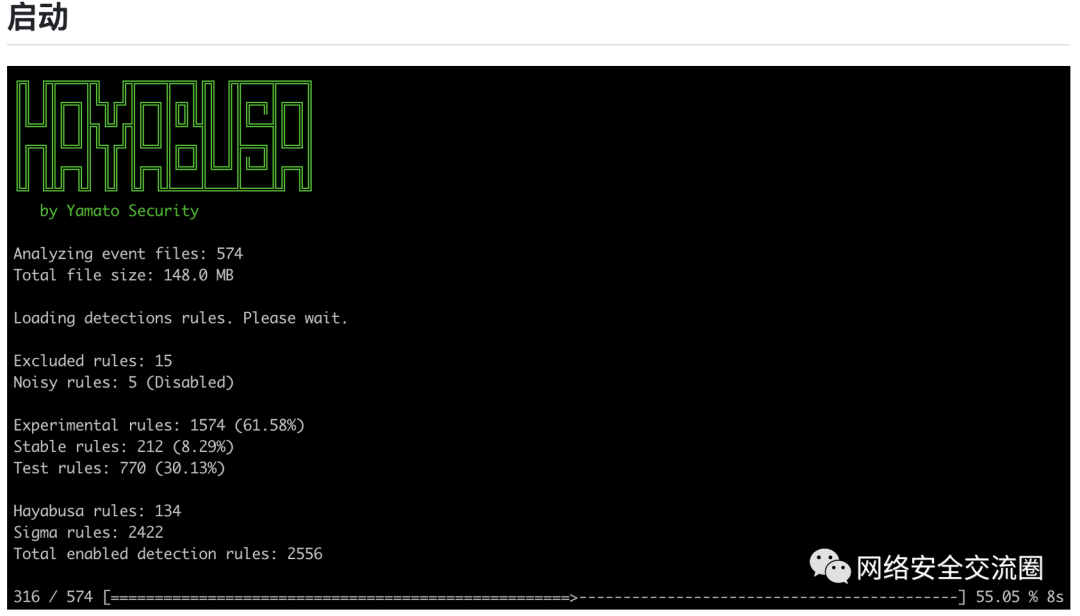 启动
HAYABUSA
by Yamato Security
Analyzing event files: 574
Total file size: 148.0 MB
Loading detections rules. Please wait.
Excluded rules: 15
Noisy rules: 5 (Disabled)
Experimental rules: 1574 (61.58%)
Stable rules: 212 (8.29%)
Test rules: 770 (30.13%)
Hayabusa rules: 134
Sigma rules: 2422
Total enabled detection rules: 2556
网络安全交流圈
316 / 574 [====================================================>-------------------------------------------] 55.05 % 8s